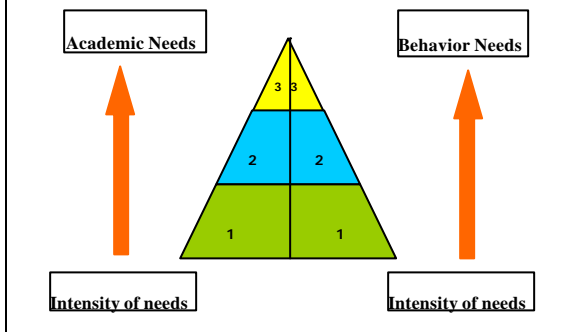 Academic Needs
Behavior Needs
3 3
2 2
1 1
Intensity of needs
Intensity of needs